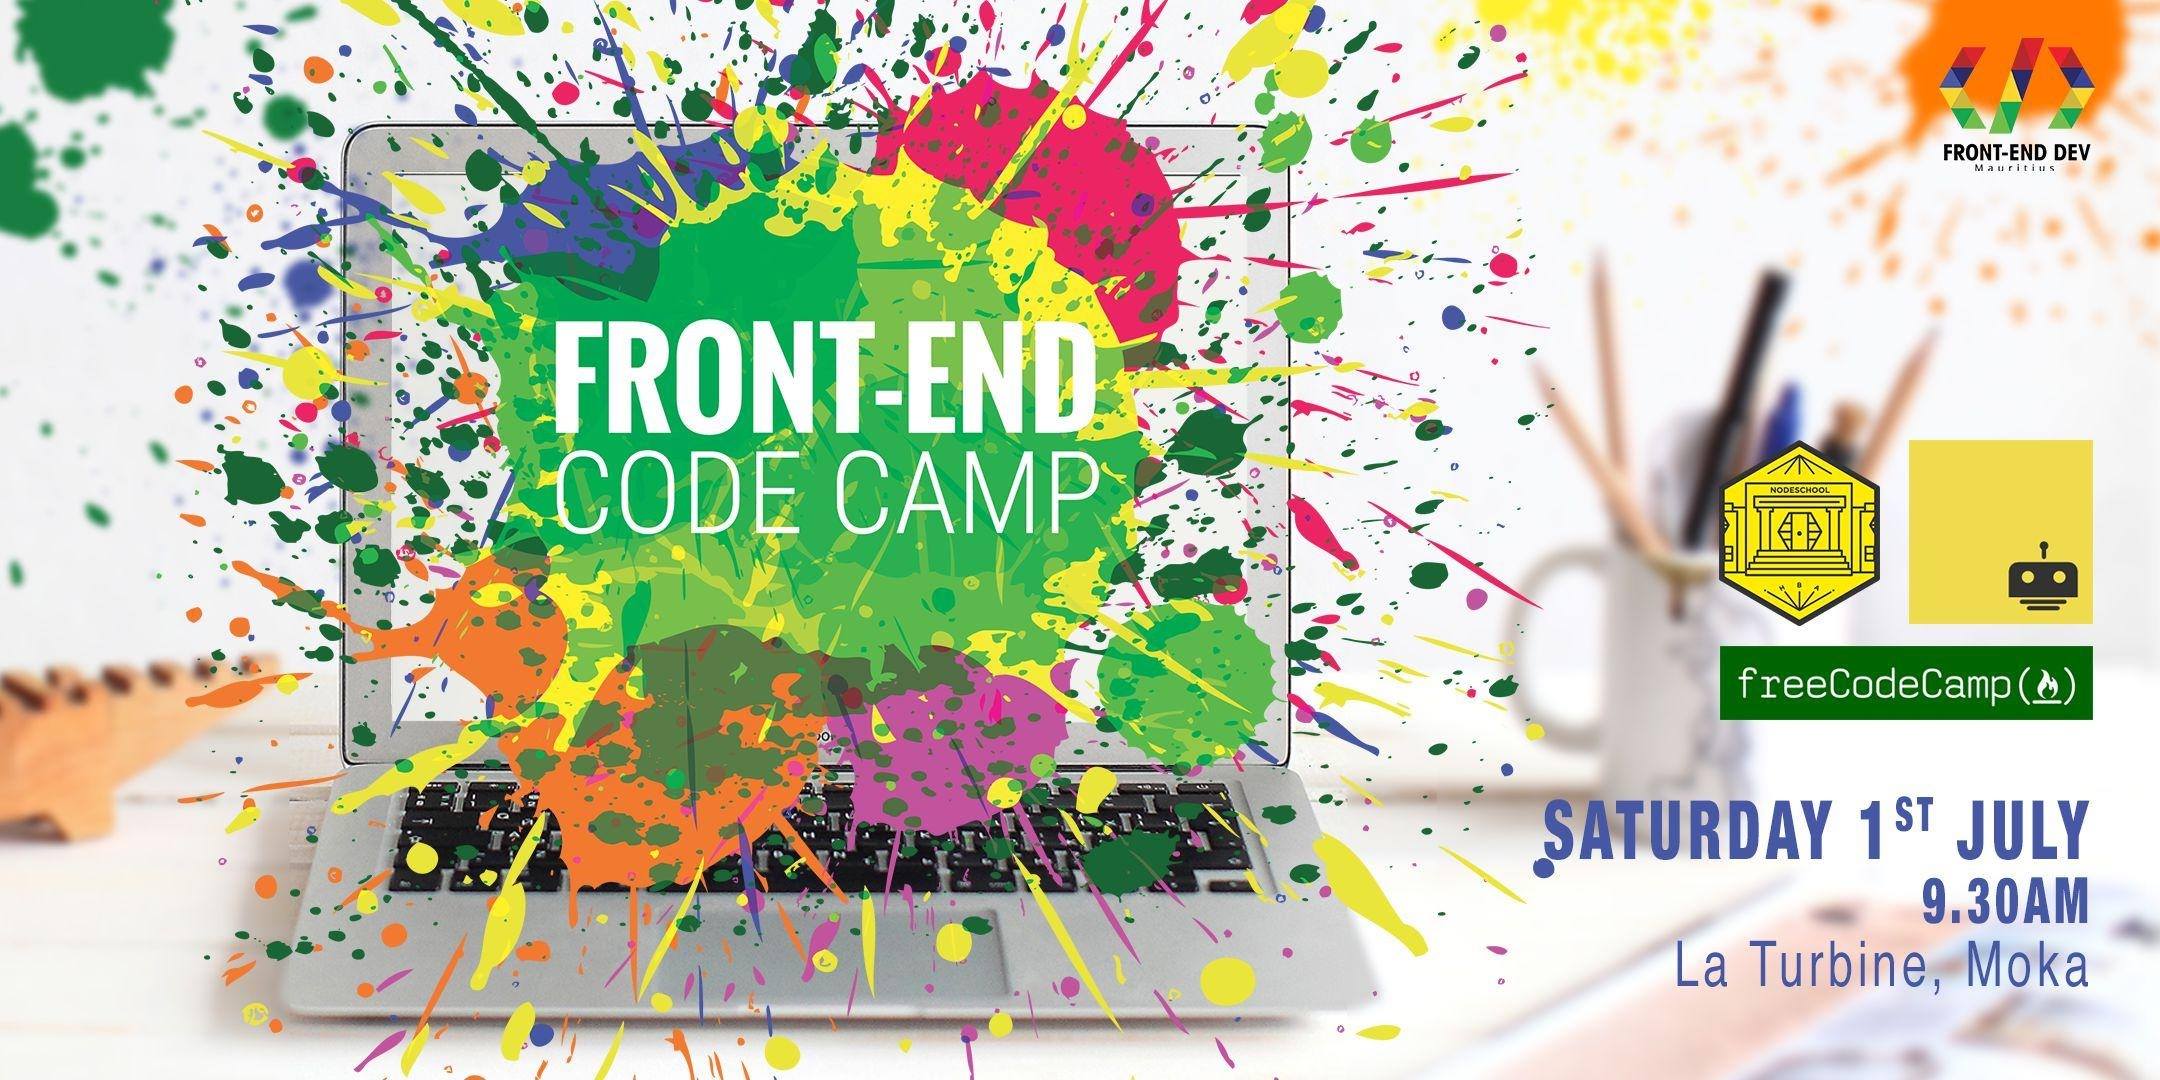 FRONT-END DEV
Mauritius
FRONT-END
CODE CAMP
NODESCHOOL
freeCodeCamp(🔥)
SATURDAY 1ST JULY
9.30AM
La Turbine, Moka